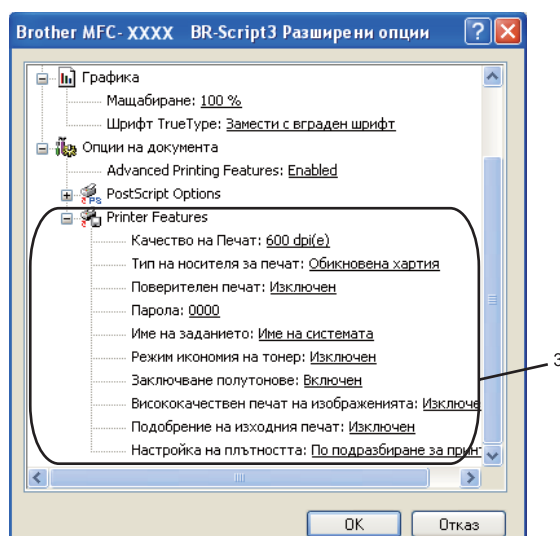 Brother MFC- XXXX BR-Script3 Разширени опции
Графика
Мащабиране: 100 %
Шрифт TrueType: Замести с вграден шрифт
Опции на документа
Advanced Printing Features: Enabled
PostScript Options
Printer Features
Качество на Печат: 600 dpi(e)
Тип на носителя за печат: Обикновена хартия
Поверителен печат: Изключен
Парола: 0000
Име на заданието: Име на системата
Режим икономия на тонер: Изключен
Заключване полутонове: Включен
Висококачествен печат на изображенията: Изключе
Подобрение на изходния печат: Изключен
Настройка на плътността: По подразбиране за принт
3
OK Отказ